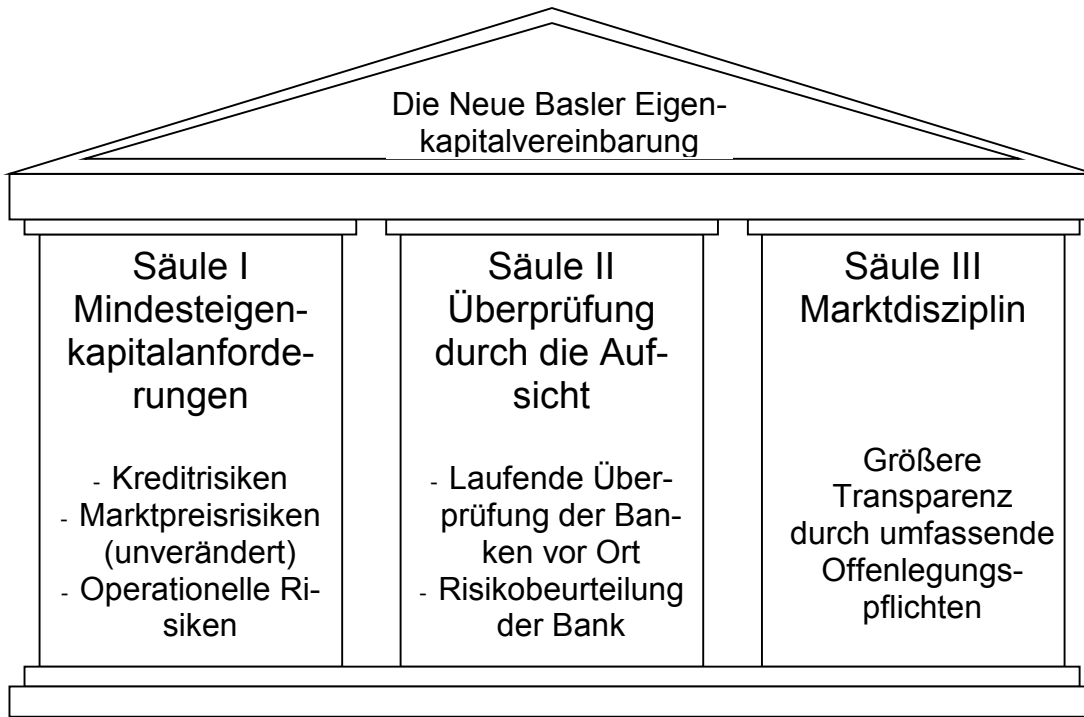 Die Neue Basler Eigen-
kapitalvereinbarung
Säule I
Mindesteigen-
kapitalanforde-
rungen
- Kreditrisiken
- Marktpreisrisiken
(unverändert)
- Operationelle Ri-
siken
Säule II
Überprüfung
durch die Auf-
sicht
- Laufende Über-
prüfung der Ban-
ken vor Ort
- Risikobeurteilung
der Bank
Säule III
Marktdisziplin
Größere
Transparenz
durch umfassende
Offenlegungs-
pflichten